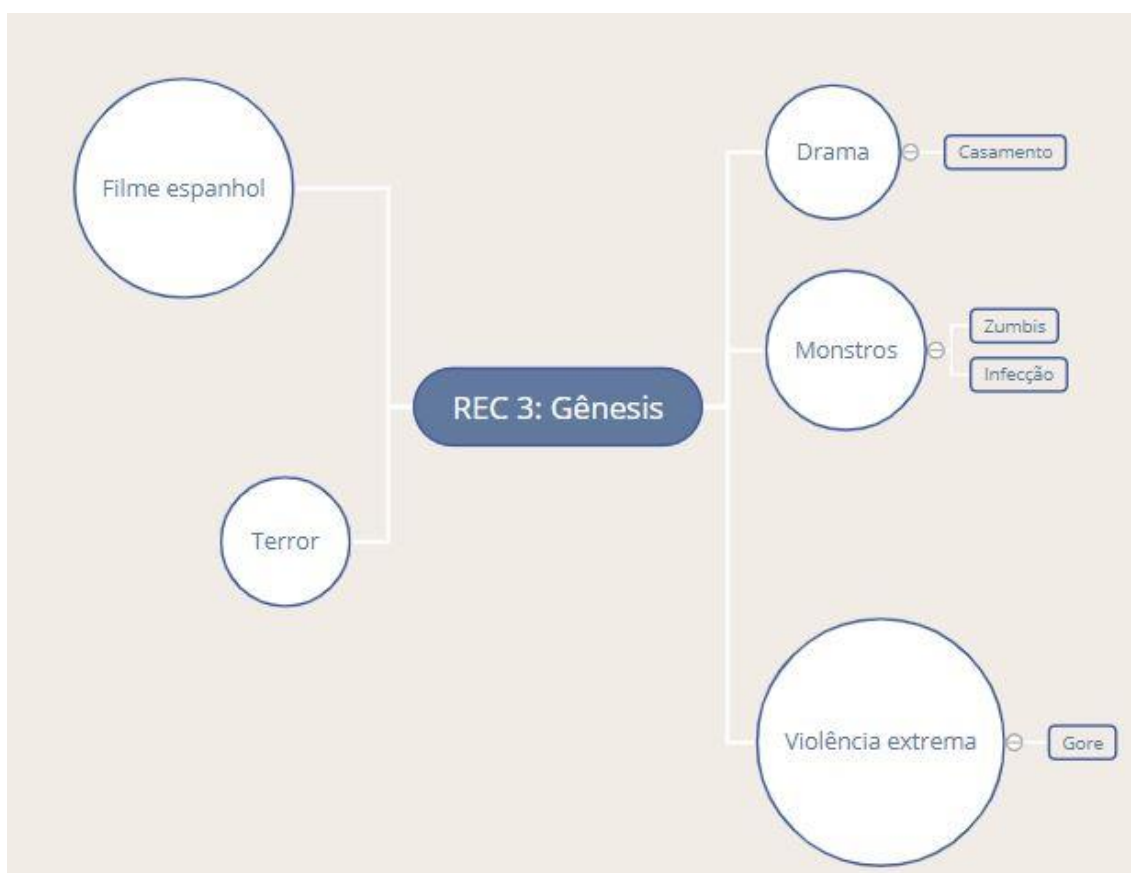 Filme espanhol
Terror
REC 3: Gênesis
Drama
Casamento
Monstros
Zumbis
Infecção
Violência extrema
Gore